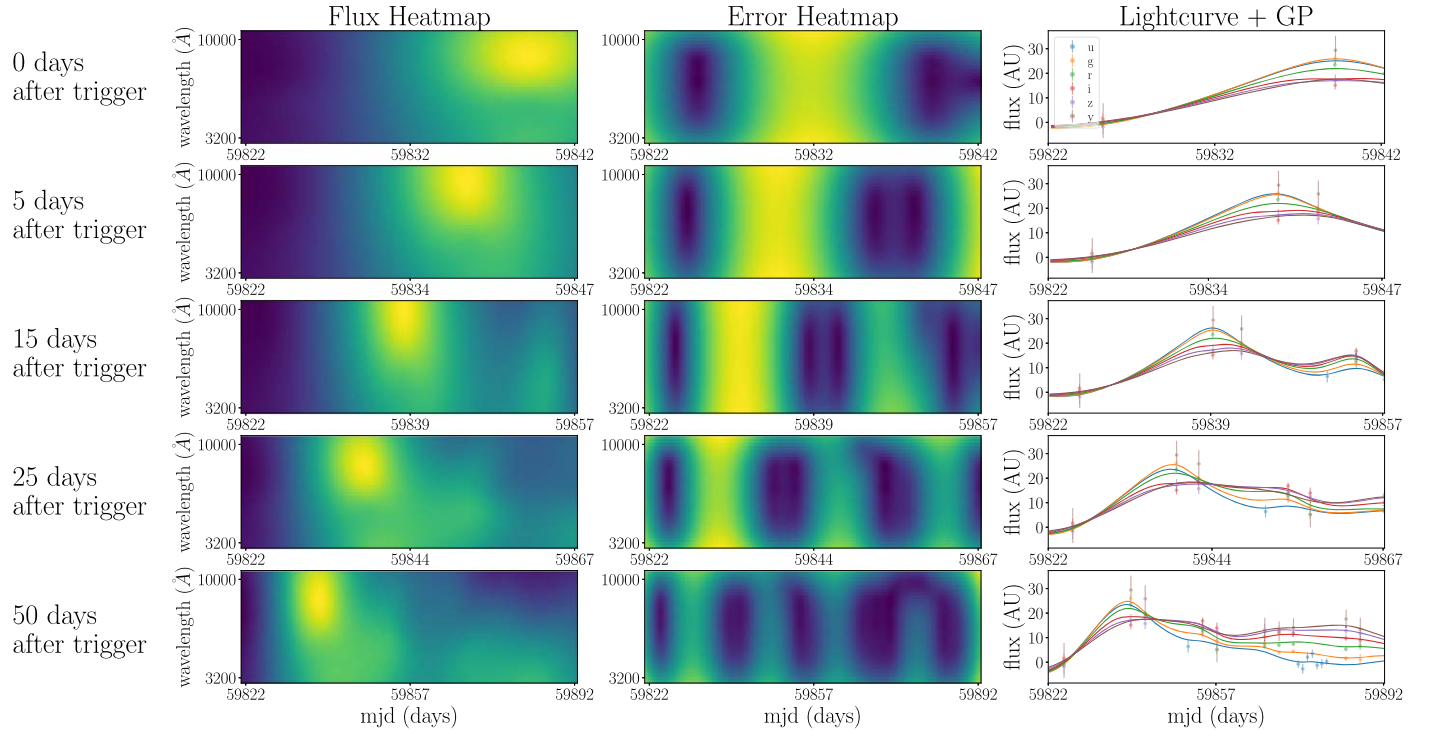 Flux Heatmap
Error Heatmap
Lightcurve + GP
0 days
after trigger
wavelength (Å)
10000
3200
59822 59832 59842
wavelength (Å)
10000
3200
59822 59832 59842
flux (AU)
30
20
10
0
u
g
r
i
z
y
59822 59832 59842
5 days
after trigger
wavelength (Å)
10000
3200
59822 59834 59847
wavelength (Å)
10000
3200
59822 59834 59847
flux (AU)
30
20
10
0
59822 59834 59847
15 days
after trigger
wavelength (Å)
10000
3200
59822 59839 59857
wavelength (Å)
10000
3200
59822 59839 59857
flux (AU)
30
20
10
0
59822 59839 59857
25 days
after trigger
wavelength (Å)
10000
3200
59822 59844 59867
wavelength (Å)
10000
3200
59822 59844 59867
flux (AU)
30
20
10
0
59822 59844 59867
50 days
after trigger
wavelength (Å)
10000
3200
59822 59857 59892
mjd (days)
wavelength (Å)
10000
3200
59822 59857 59892
mjd (days)
flux (AU)
30
20
10
0
59822 59857 59892
mjd (days)